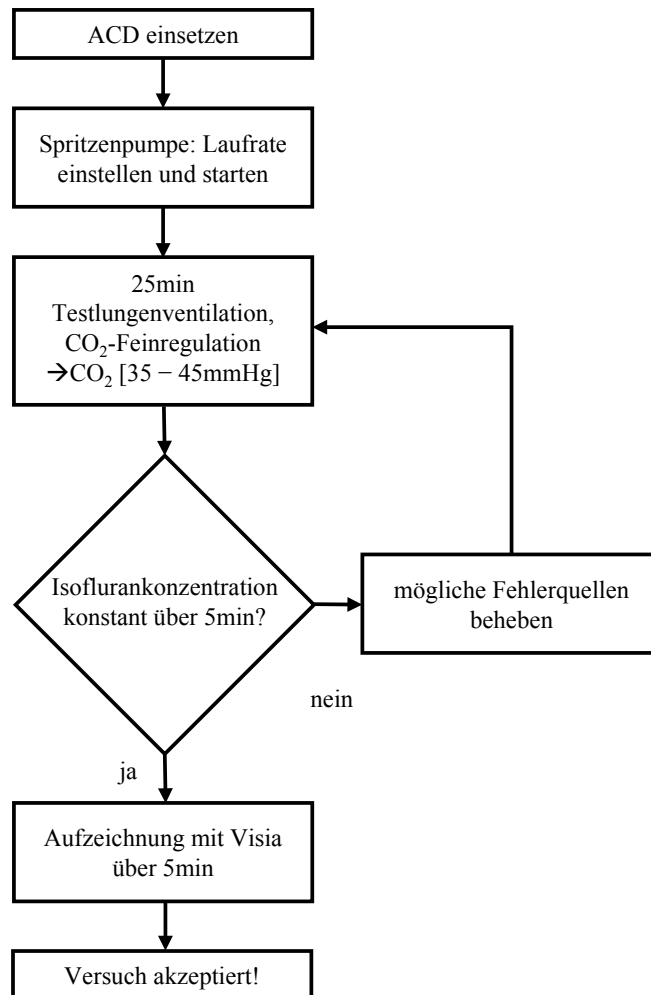 ACD einsetzen
Spritzenpumpe: Laufrate
einstellen und starten
25min
Testlungenventilation,
CO₂-Feinregulation
→CO₂ [35 − 45mmHg]
Isoflurankonzentration
konstant über 5min?
mögliche Fehlerquellen
beheben
nein
ja
Aufzeichnung mit Visia
über 5min
Versuch akzeptiert!